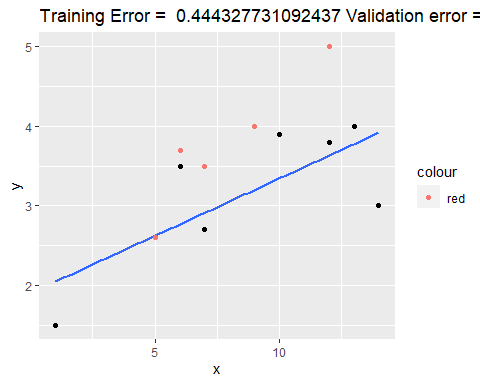 Training Error =  0.444327731092437 Validation error =
5
4
3
2
y
5
10
x
colour
red